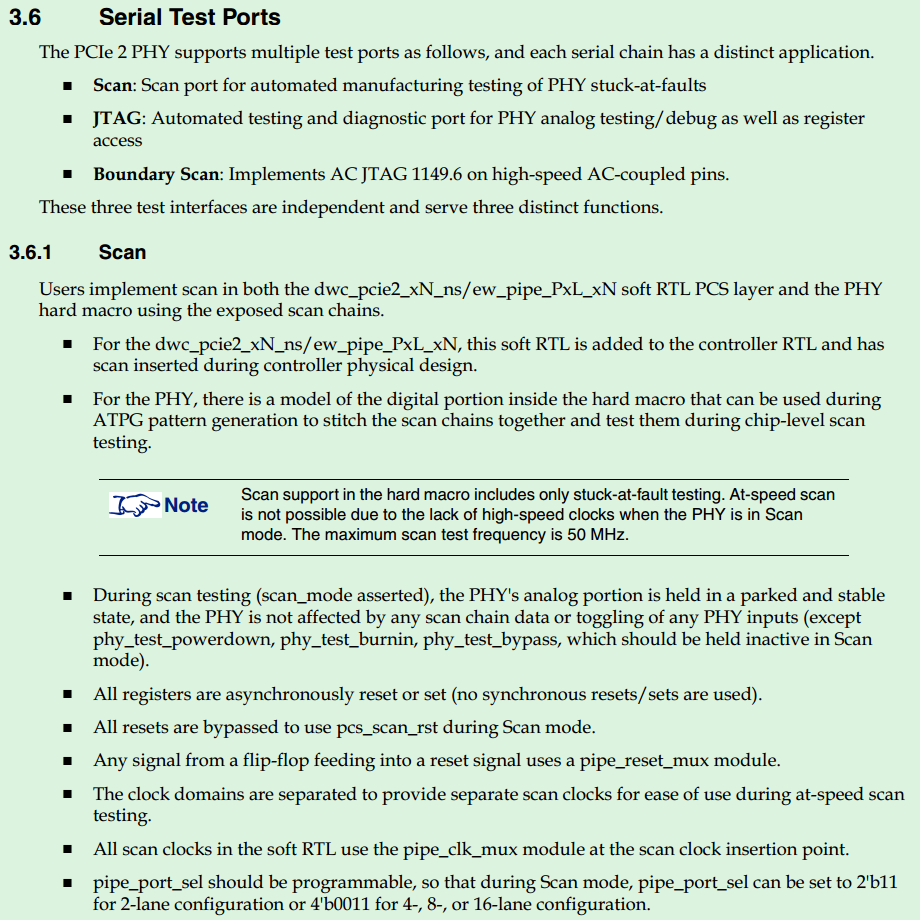 3.6 Serial Test Ports
The PCIe 2 PHY supports multiple test ports as follows, and each serial chain has a distinct application.
■ Scan: Scan port for automated manufacturing testing of PHY stuck-at-faults
■ JTAG: Automated testing and diagnostic port for PHY analog testing/debug as well as register
access
■ Boundary Scan: Implements AC JTAG 1149.6 on high-speed AC-coupled pins.
These three test interfaces are independent and serve three distinct functions.
3.6.1 Scan
Users implement scan in both the dwc_pcie2_xN_ns/ew_pipe_PxL_xN soft RTL PCS layer and the PHY
hard macro using the exposed scan chains.
■ For the dwc_pcie2_xN_ns/ew_pipe_PxL_xN, this soft RTL is added to the controller RTL and has
scan inserted during controller physical design.
■ For the PHY, there is a model of the digital portion inside the hard macro that can be used during
ATPG pattern generation to stitch the scan chains together and test them during chip-level scan
testing.
Note Scan support in the hard macro includes only stuck-at-fault testing. At-speed scan
is not possible due to the lack of high-speed clocks when the PHY is in Scan
mode. The maximum scan test frequency is 50 MHz.
■ During scan testing (scan_mode asserted), the PHY's analog portion is held in a parked and stable
state, and the PHY is not affected by any scan chain data or toggling of any PHY inputs (except
phy_test_powerdown, phy_test_burnin, phy_test_bypass, which should be held inactive in Scan
mode).
■ All registers are asynchronously reset or set (no synchronous resets/sets are used).
■ All resets are bypassed to use pcs_scan_rst during Scan mode.
■ Any signal from a flip-flop feeding into a reset signal uses a pipe_reset_mux module.
■ The clock domains are separated to provide separate scan clocks for ease of use during at-speed scan
testing.
■ All scan clocks in the soft RTL use the pipe_clk_mux module at the scan clock insertion point.
■ pipe_port_sel should be programmable, so that during Scan mode, pipe_port_sel can be set to 2'b11
for 2-lane configuration or 4'b0011 for 4-, 8-, or 16-lane configuration.